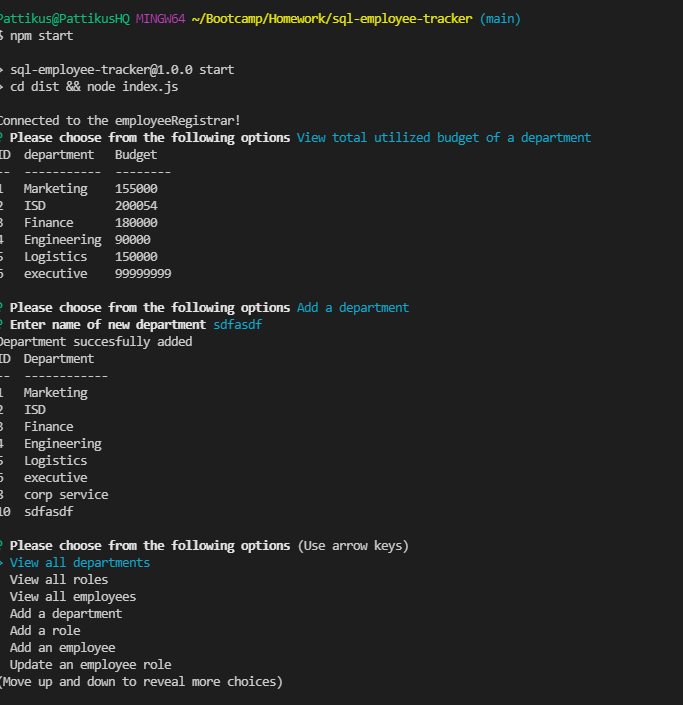 Pattikus@PattikusHQ MINGW64 ~/Bootcamp/Homework/sql-employee-tracker (main)
$ npm start
> sql-employee-tracker@1.0.0 start
> cd dist && node index.js
Connected to the employeeRegistrar!
? Please choose from the following options View total utilized budget of a department
ID  department   Budget
--  -----------  --------
1   Marketing    155000
2   ISD          200054
3   Finance      180000
4   Engineering  90000
5   Logistics    150000
6   executive    99999999
? Please choose from the following options Add a department
? Enter name of new department sdfasdf
Department succesfully added
ID  Department
--  ------------
1   Marketing
2   ISD
3   Finance
4   Engineering
5   Logistics
6   executive
8   corp service
10  sdfasdf
? Please choose from the following options (Use arrow keys)
> View all departments
  View all roles
  View all employees
  Add a department
  Add a role
  Add an employee
  Update an employee role
(Move up and down to reveal more choices)